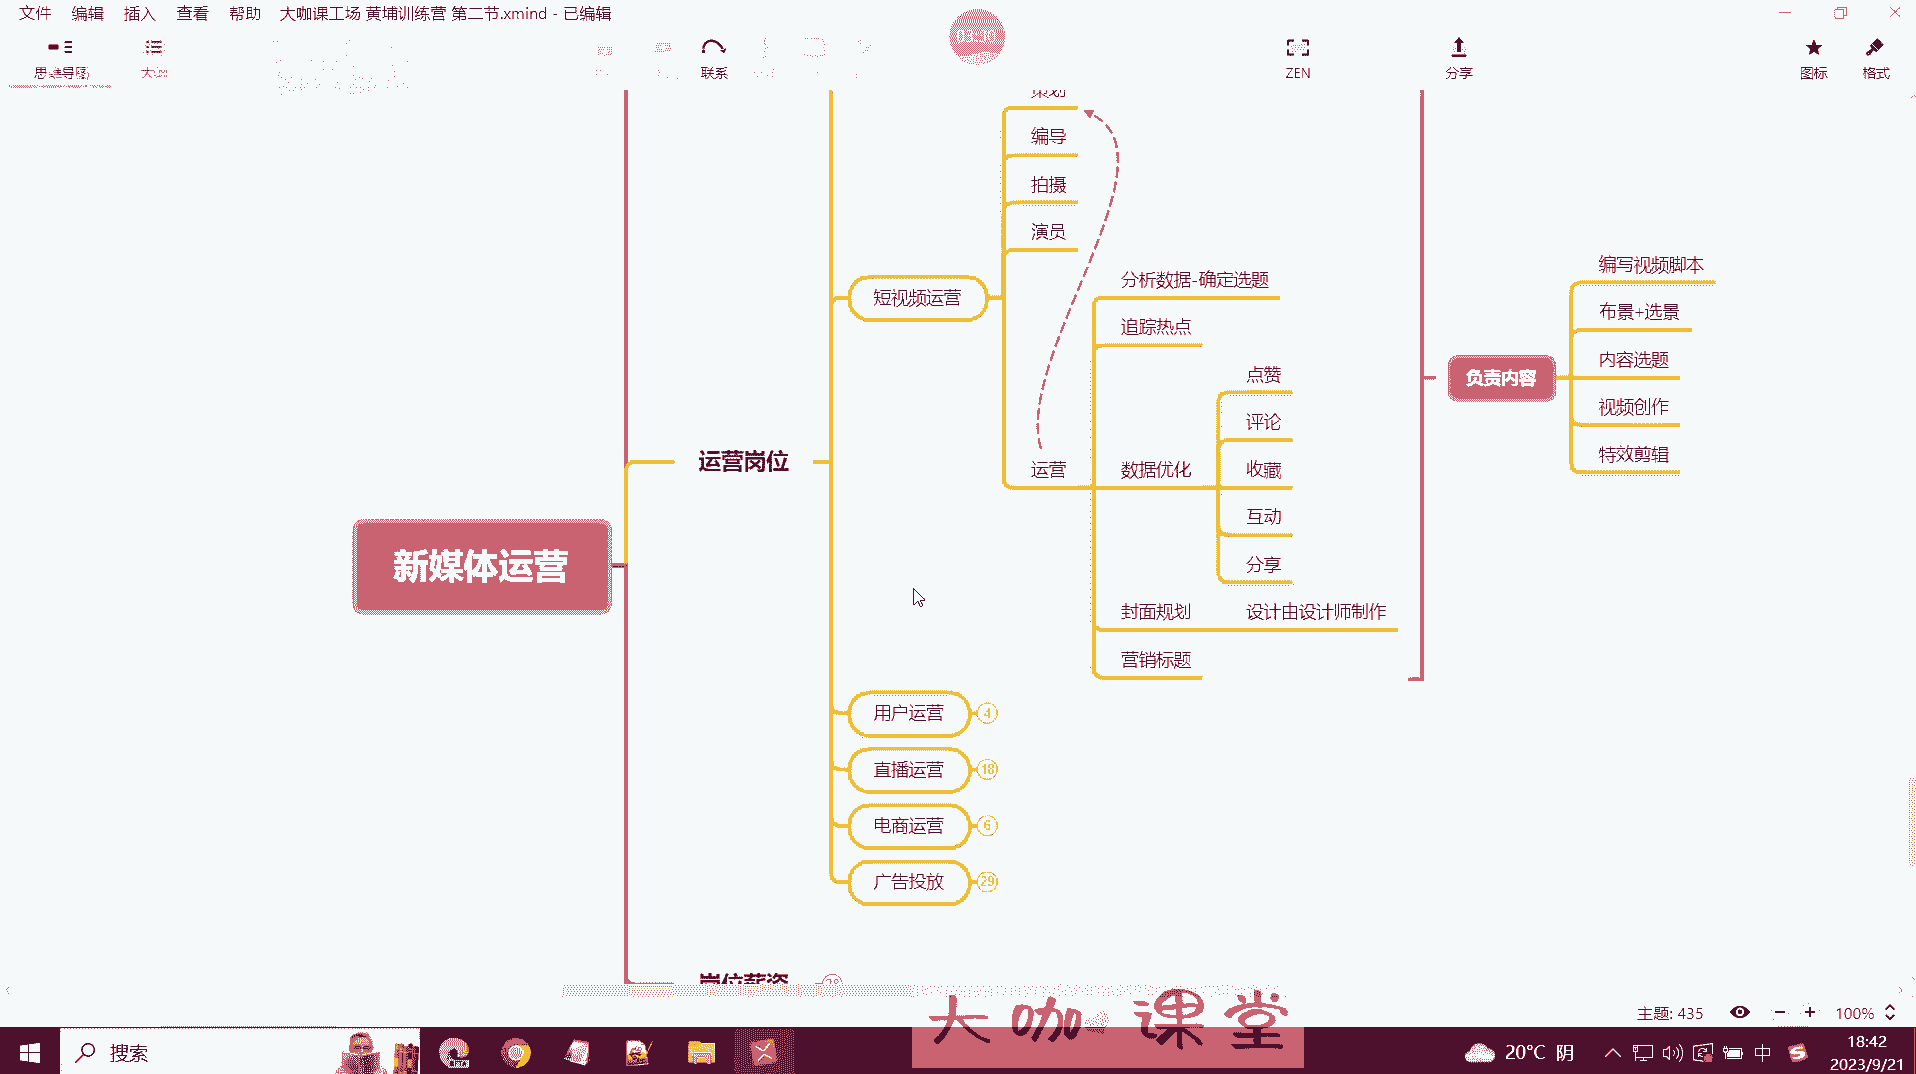 文件 编辑 插入 查看 帮助 大咖课工场 黄埔训练营 第二节.xmind - 已编辑
思维导图 联系 ZEN 分享 图标 格式
策划
编导
拍摄
演员
短视频运营
分析数据-确定选题
追踪热点
点赞
评论
运营 数据优化 收藏
互动
分享
封面规划 设计由设计师制作
营销标题
编写视频脚本
布景+选景
负责内容 内容选题
视频创作
特效剪辑
运营岗位
新媒体运营
用户运营 4
直播运营 18
电商运营 6
广告投放 29
岗位薪资
大咖课堂
主题: 435 100%
搜索
20°C 阴 中
18:42
2023/9/21